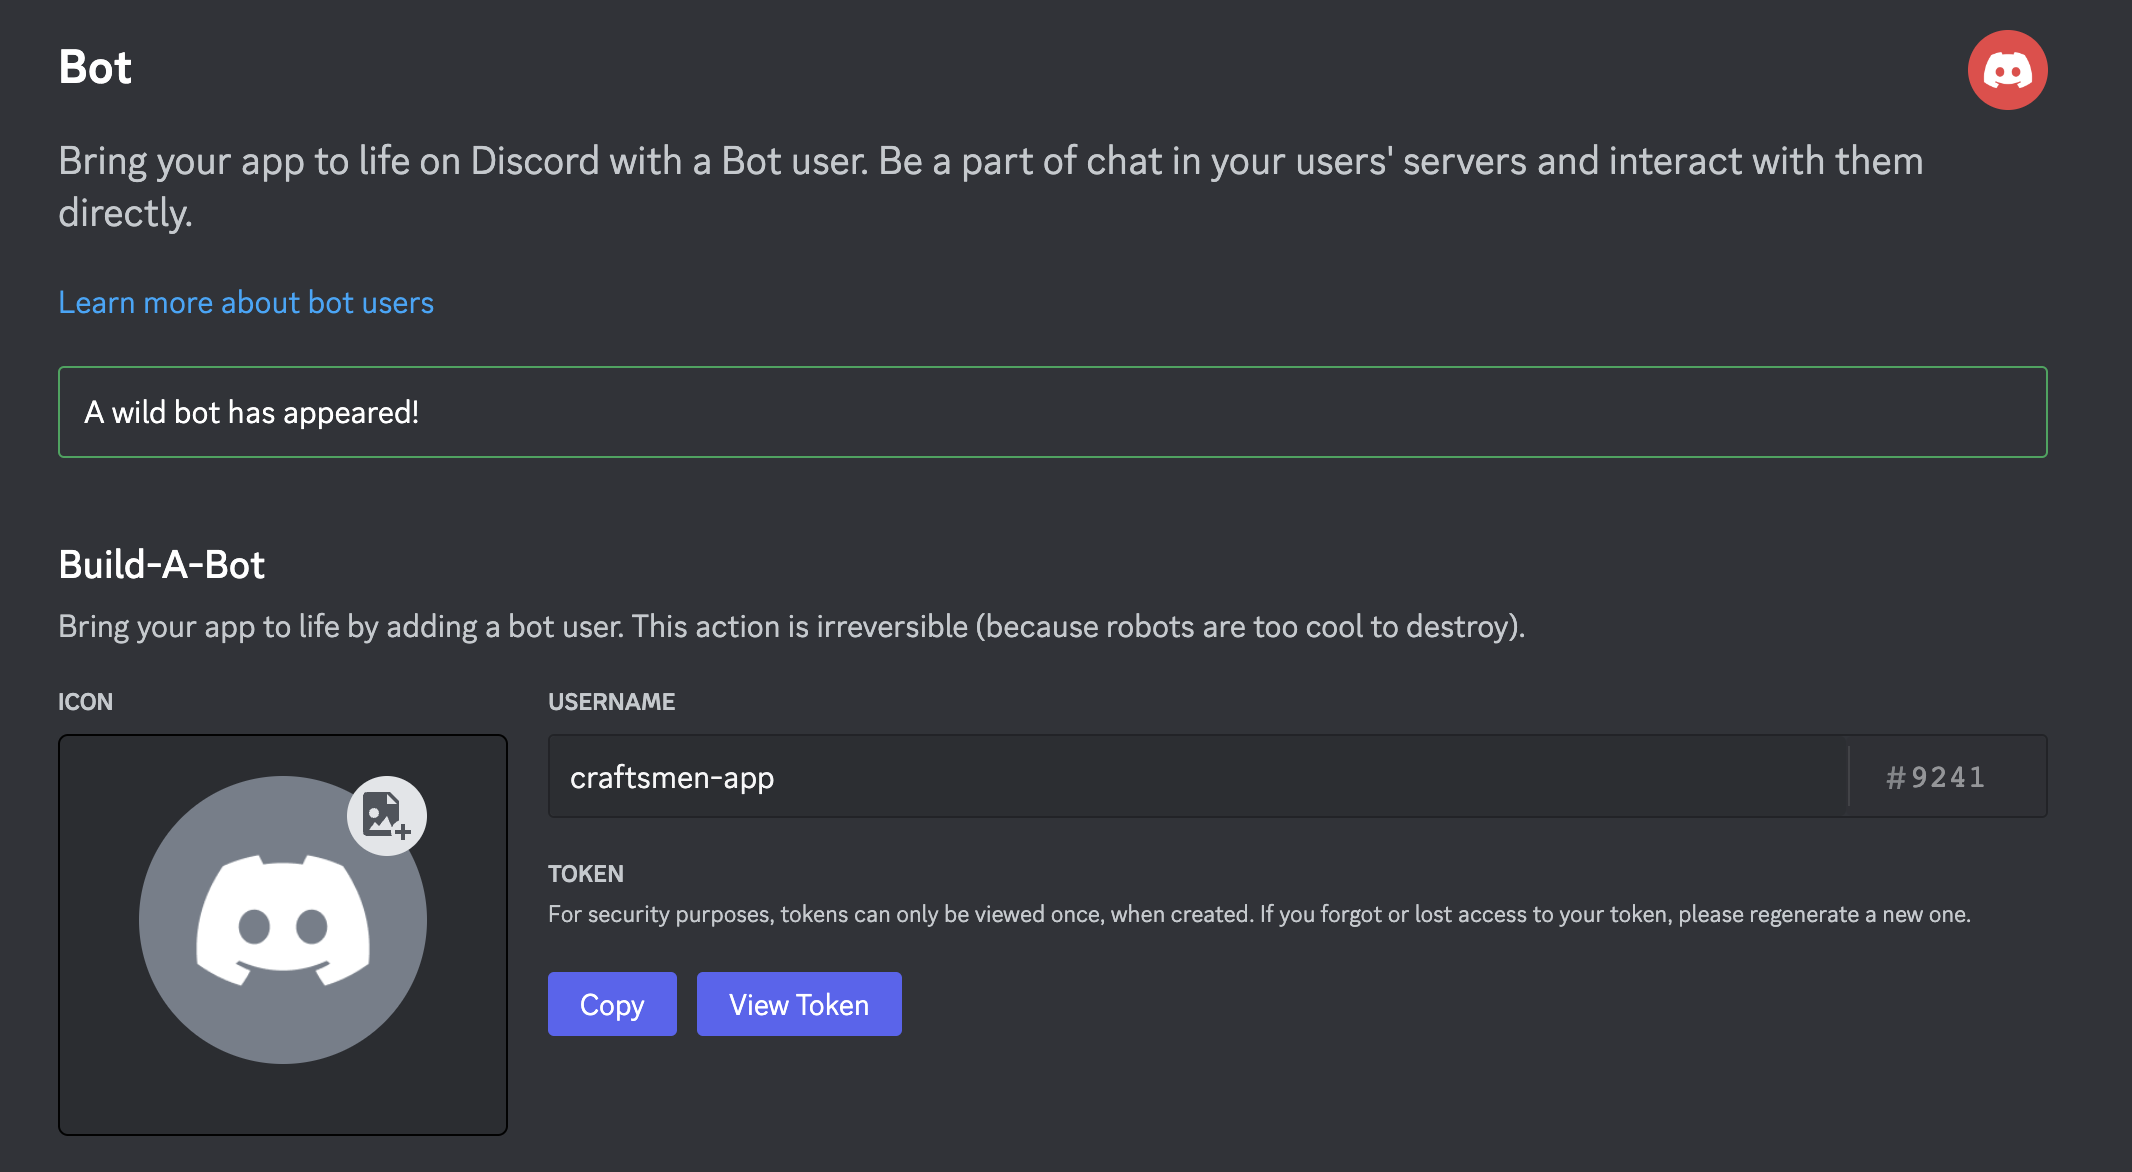 Bot
Bring your app to life on Discord with a Bot user. Be a part of chat in your users' servers and interact with them
directly.
Learn more about bot users
A wild bot has appeared!
Build-A-Bot
Bring your app to life by adding a bot user. This action is irreversible (because robots are too cool to destroy).
ICON
USERNAME
craftsmen-app
#9241
TOKEN
For security purposes, tokens can only be viewed once, when created. If you forgot or lost access to your token, please regenerate a new one.
Copy
View Token